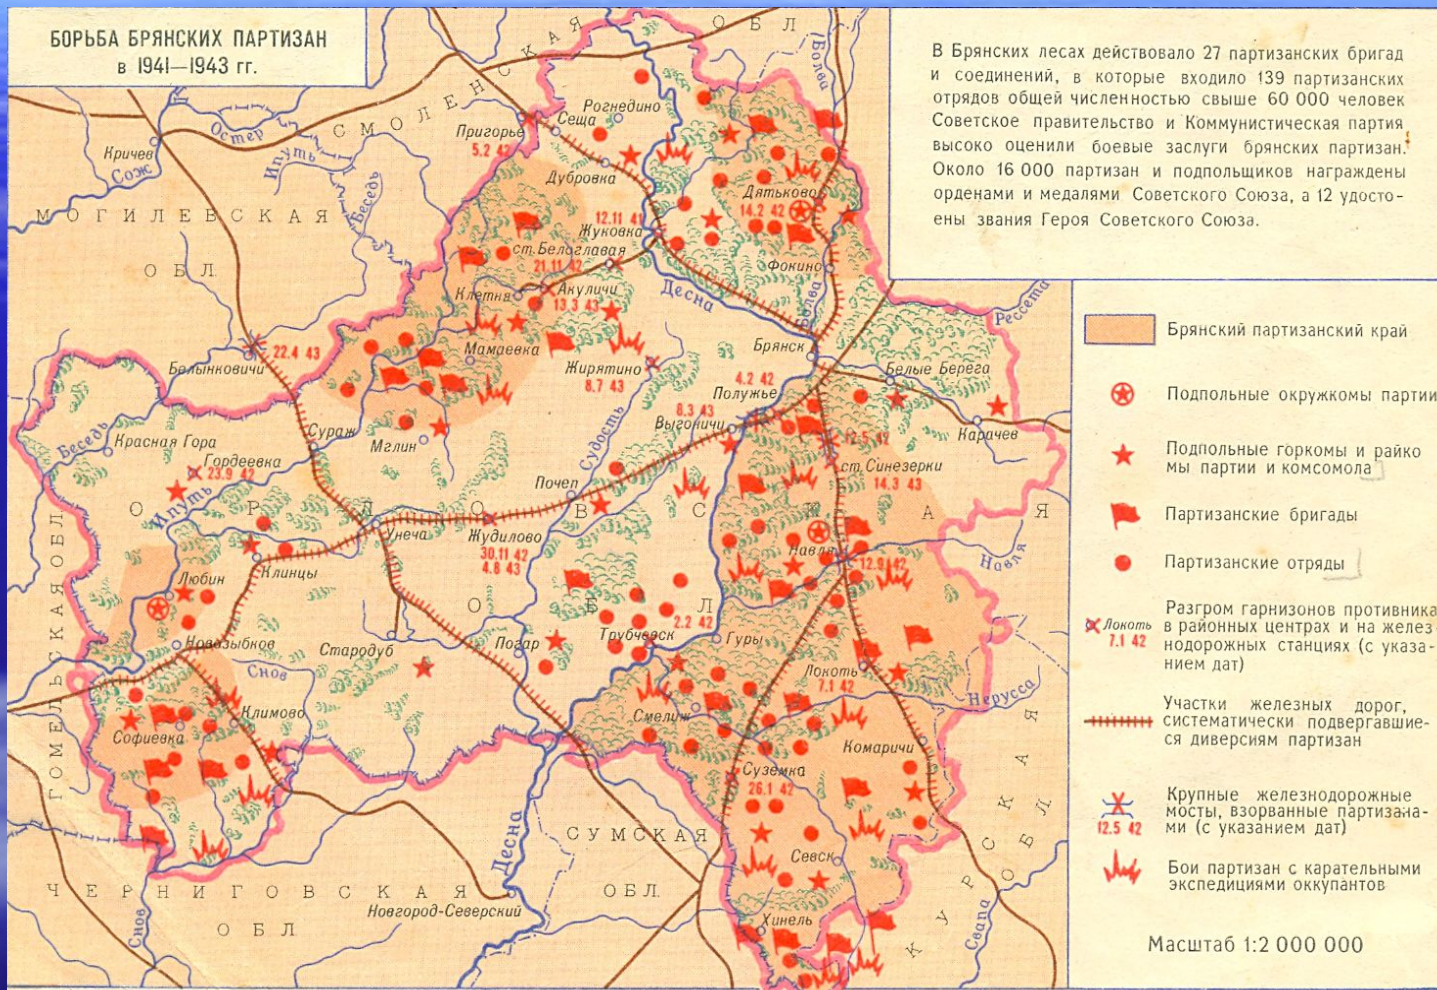 БОРЬБА БРЯНСКИХ ПАРТИЗАН
в 1941—1943 гг.
В Брянских лесах действовало 27 партизанских бригад
и соединений, в которые входило 139 партизанских
отрядов общей численностью свыше 60 000 человек
Советское правительство и Коммунистическая партия
высоко оценили боевые заслуги брянских партизан.
Около 16 000 партизан и подпольщиков награждены
орденами и медалями Советского Союза, а 12 удосто-
ены звания Героя Советского Союза.
Брянский партизанский край
Подпольные окружкомы партии
Подпольные горкомы и райко
мы партии и комсомола
Партизанские бригады
Партизанские отряды
Локоть
7.1 42
Разгром гарнизонов противника
в районных центрах и на желез-
нодорожных станциях (с указа-
нием дат)
Участки железных дорог,
систематически подвергавшие-
ся диверсиям партизан
12.5 42
Крупные железнодорожные
мосты, взорванные партизана-
ми (с указанием дат)
Бои партизан с карательными
экспедициями оккупантов
Масштаб 1:2 000 000
СМОЛЕНСКАЯ ОБЛ
МОГИЛЕВСКАЯ
ОБЛ
ГОМЕЛЬСКАЯ ОБЛ
ЧЕРНИГОВСКАЯ
ОБЛ
СУМСКАЯ
ОБЛ
КУРСКАЯ
ОБЛ
ОРЛОВСКАЯ
ОБЛ
Остер
Кричев
Сож
Ипуть
Беседь
Болва
Рогнедино
Сеща
Пригорье
5.2 42
Дубровка
Дятьково
14.2 42
12.11 41
Жуковка
ст. Белоглавая
21.11 42
Фокино
Акуличи
13.3 43
Клетня
Десна
Болва
Рессета
22.4 43
Белынковичи
Мамаевка
Жирятино
8.7 43
Брянск
Белые Берега
4.2 42
Полужье
8.3 43
Выгоничи
Карачев
12.5 42
ст. Синезерки
14.3 43
Беседь
Красная Гора
Гордеевка
23.9 42
Ипуть
Сураж
Мглин
Судость
Почеп
Унеча
Жудилово
30.11 42
4.8 43
Навля
12.9 42
Навля
Клинцы
Любин
Новозыбков
Стародуб
Погар
Трубчевск
2.2 42
Гуры
Локоть
7.1 42
Нерусса
Снов
Климово
Софиевка
Смелиж
Комаричи
Суземка
26.1 42
Севск
Десна
Новгород-Северский
Снов
Хинель
Свапа